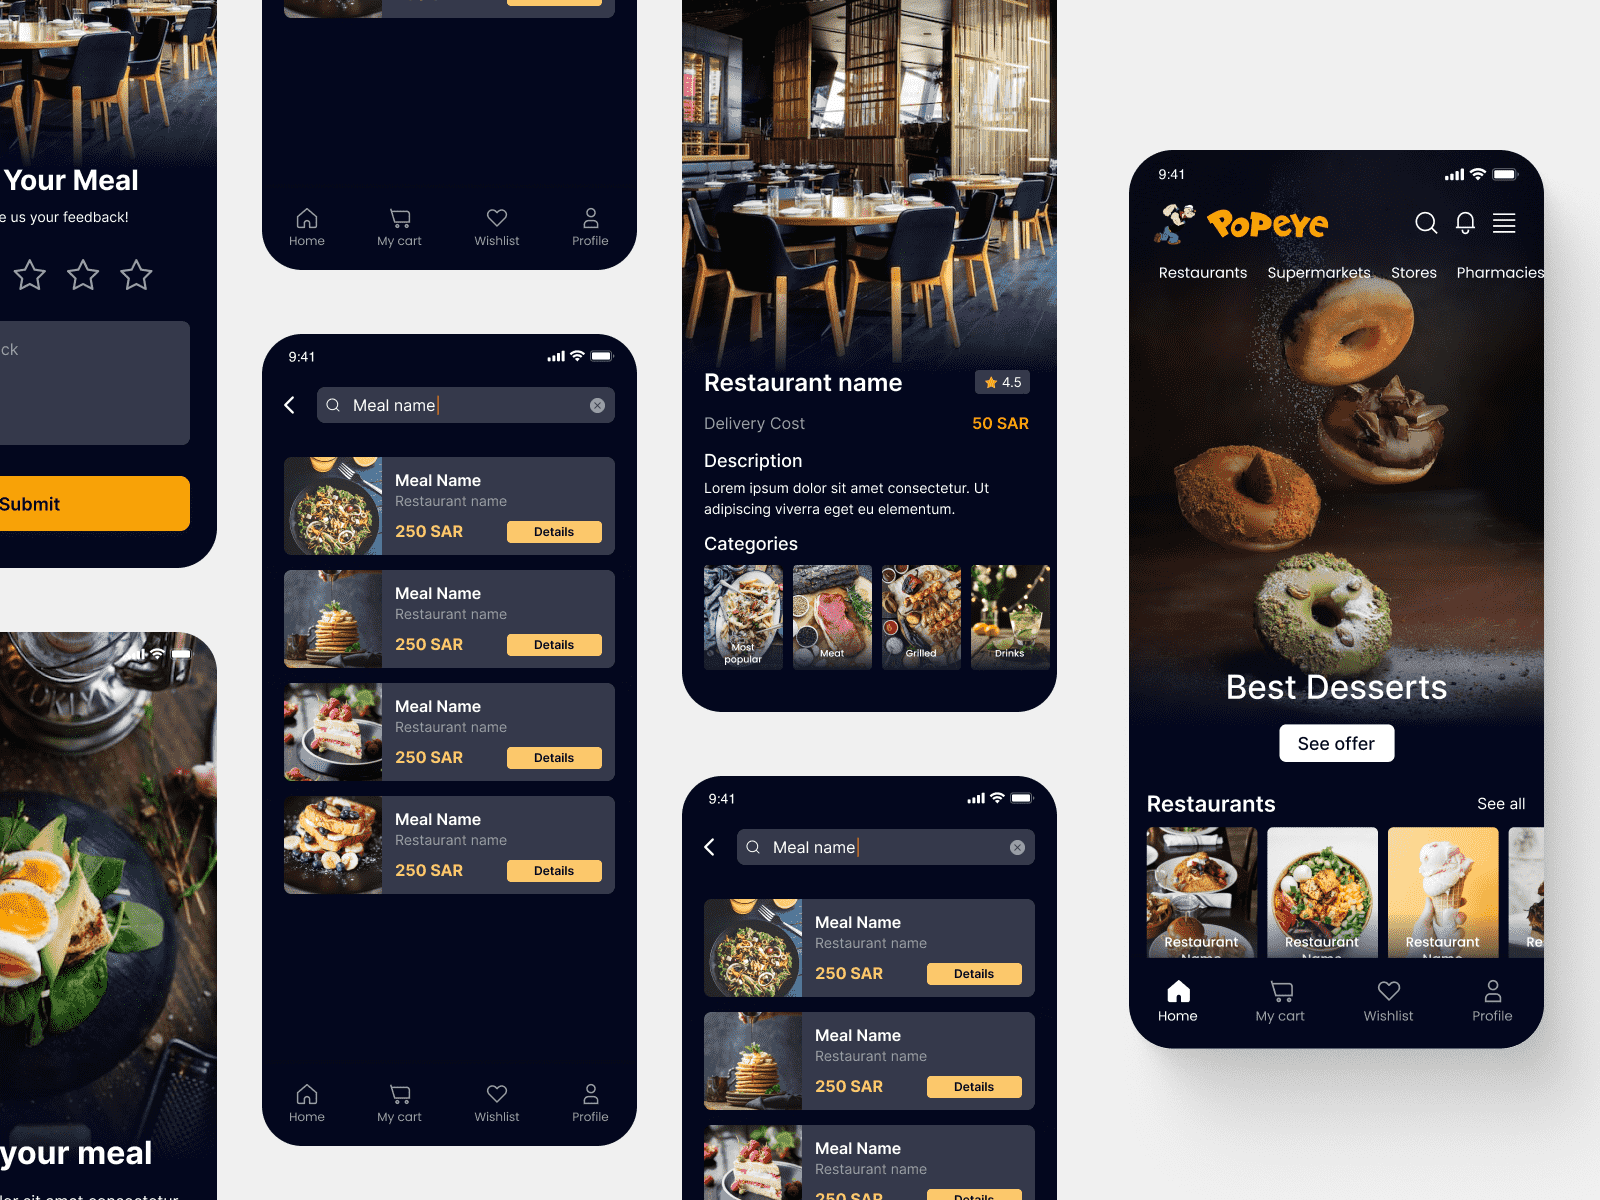 Your Meal
e us your feedback!
ck
Submit
your meal
lor sit amet consectetur
Home
My cart
Wishlist
Profile
9:41
Meal name
Meal Name
Restaurant name
250 SAR
Details
Meal Name
Restaurant name
250 SAR
Details
Meal Name
Restaurant name
250 SAR
Details
Meal Name
Restaurant name
250 SAR
Details
Home
My cart
Wishlist
Profile
Restaurant name
4.5
Delivery Cost
50 SAR
Description
Lorem ipsum dolor sit amet consectetur. Ut
adipiscing viverra eget eu elementum.
Categories
Most
popular
Meat
Grilled
Drinks
9:41
Meal name
Meal Name
Restaurant name
250 SAR
Details
Meal Name
Restaurant name
250 SAR
Details
Meal Name
Restaurant name
250 SAR
Details
9:41
POPEYE
Restaurants
Supermarkets
Stores
Pharmacies
Best Desserts
See offer
Restaurants
See all
Restaurant
Name
Restaurant
Name
Restaurant
Name
Re
Home
My cart
Wishlist
Profile